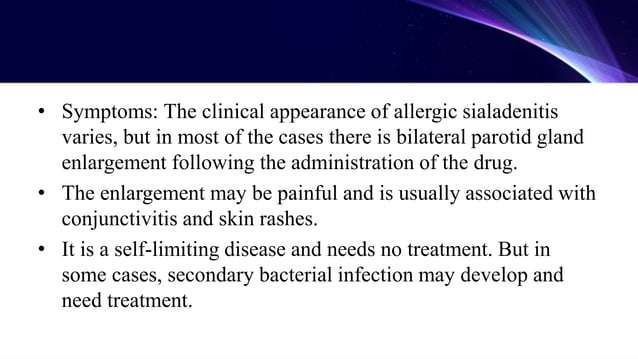 • Symptoms: The clinical appearance of allergic sialadenitis
varies, but in most of the cases there is bilateral parotid gland
enlargement following the administration of the drug.
• The enlargement may be painful and is usually associated with
conjunctivitis and skin rashes.
• It is a self-limiting disease and needs no treatment. But in
some cases, secondary bacterial infection may develop and
need treatment.